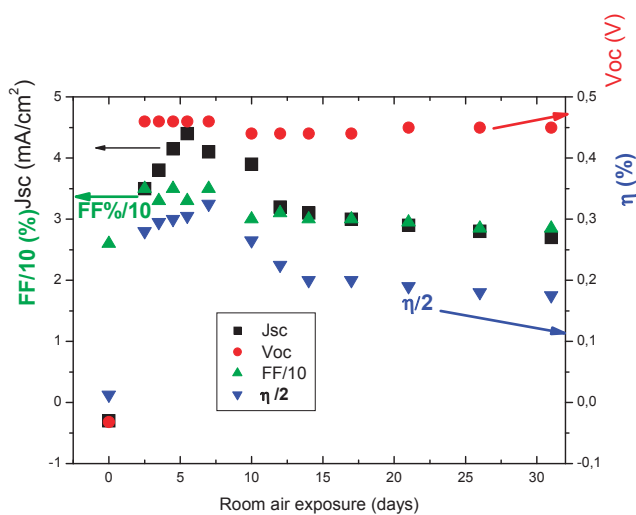 Voc (V)
Jsc (mA/cm²)
FF/10 (%)
η (%)
5
4
3
2
1
0
-1
0,5
0,4
0,3
0,2
0,1
0,0
-0,1
FF%/10
η/2
Jsc
Voc
FF/10
η/2
0
5
10
15
20
25
30
Room air exposure (days)